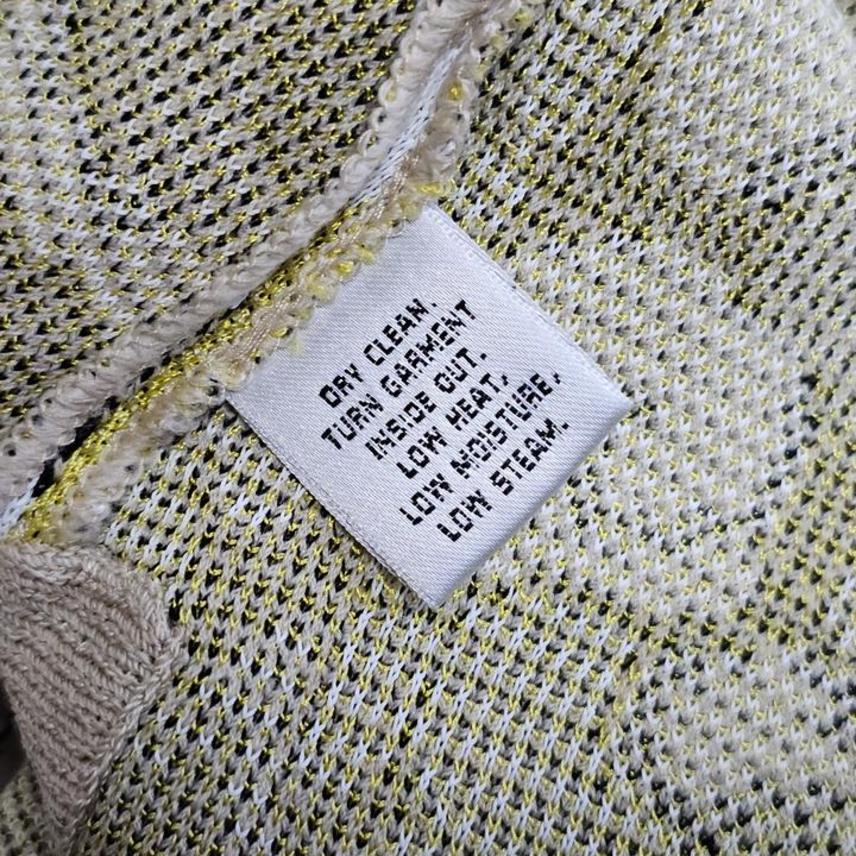 DRY CLEAN.
TURN GARMENT
INSIDE OUT.
LOW HEAT,
LOW MOISTURE,
LOW STEAM.